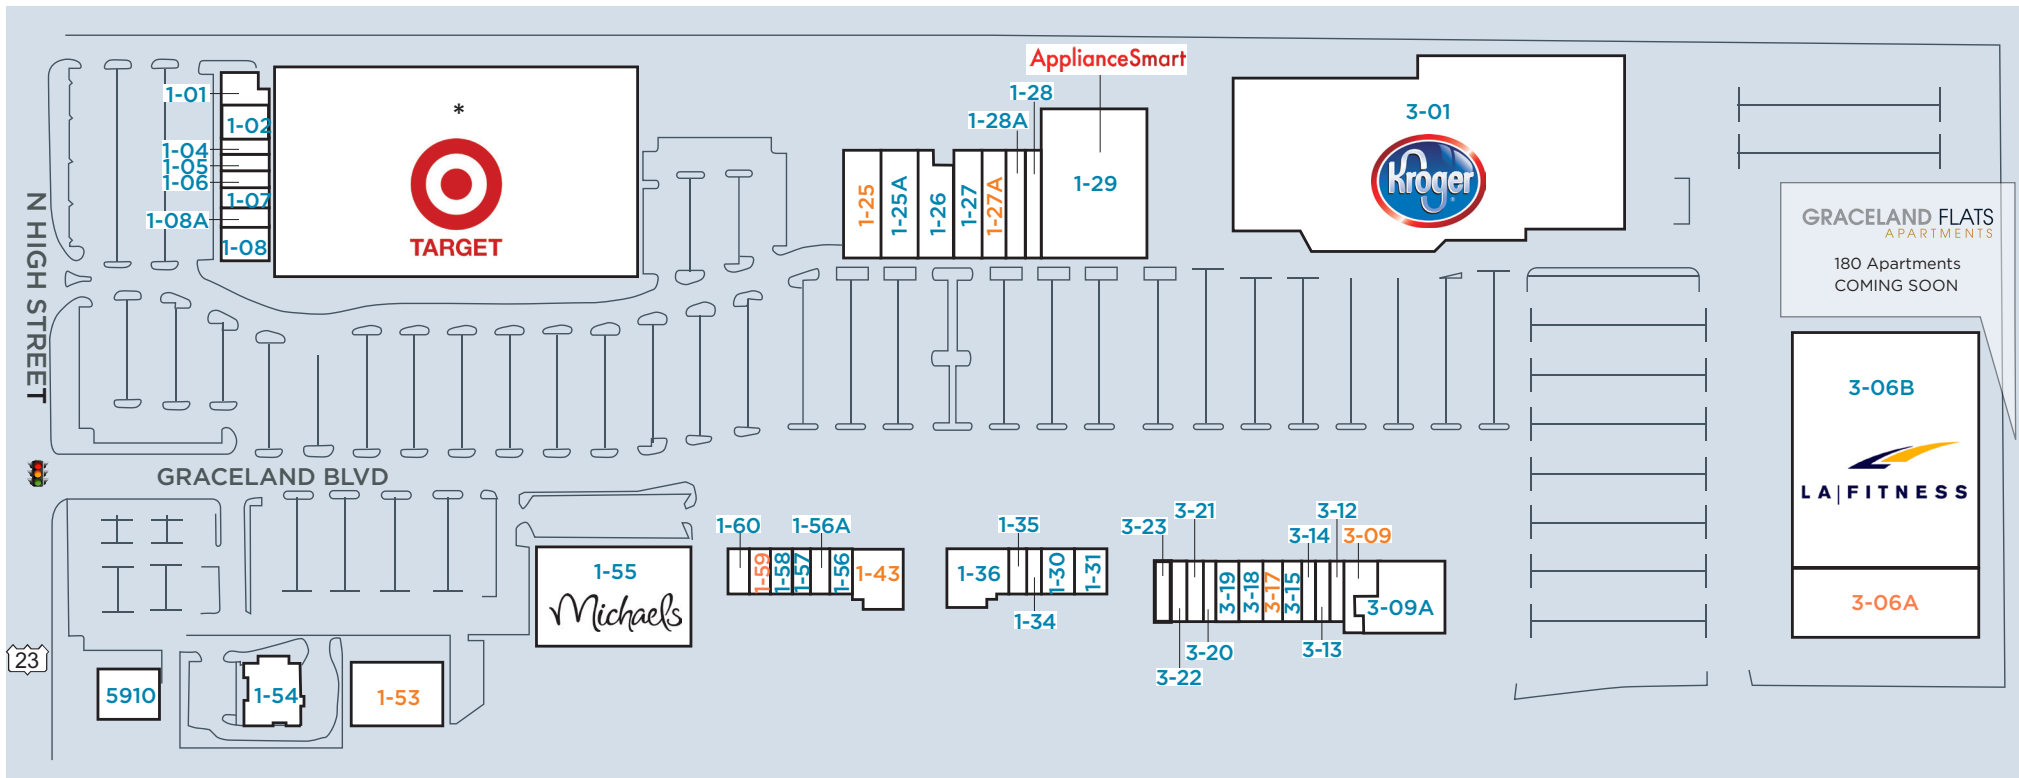 ApplianceSmart
1-28
1-28A
1-01
1-02
1-04
1-05
1-06
1-07
1-08A
1-08
*
TARGET
1-25
1-25A
1-26
1-27
1-27A
1-29
3-01
Kroger
GRACELAND FLATS
APARTMENTS
180 Apartments
COMING SOON
N HIGH STREET
3-06B
LA|FITNESS
3-06A
GRACELAND BLVD
1-55
Michaels
1-60
1-59
1-58
1-57
1-56A
1-56
1-43
1-36
1-35
1-34
1-30
1-31
3-23
3-22
3-21
3-20
3-19
3-18
3-17
3-15
3-14
3-13
3-12
3-09
3-09A
23
5910
1-54
1-53